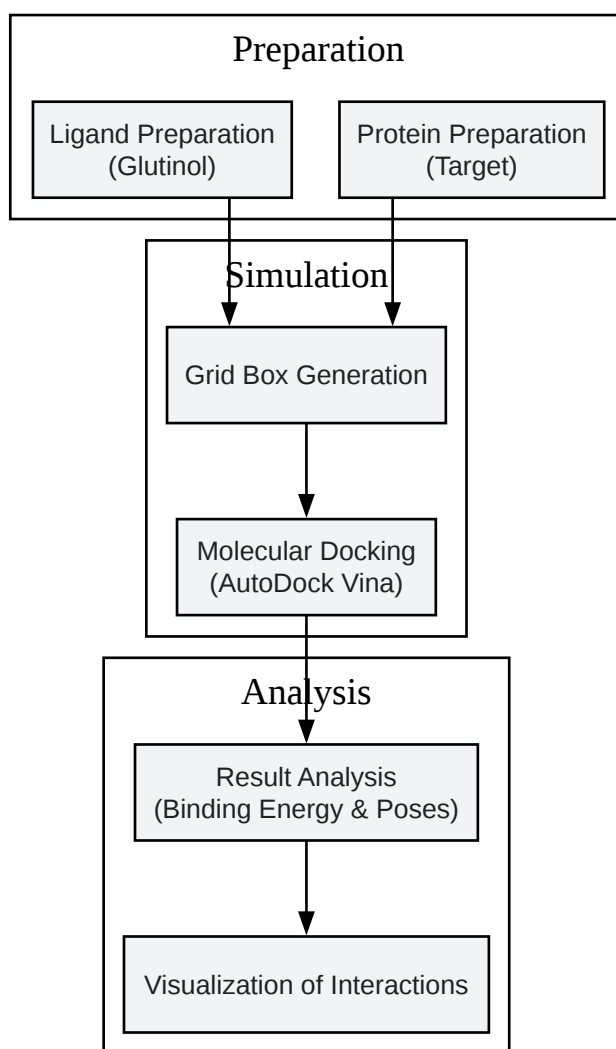 Preparation
Ligand Preparation
(Glutinol)
Protein Preparation
(Target)
Simulation
Grid Box Generation
Molecular Docking
(AutoDock Vina)
Analysis
Result Analysis
(Binding Energy & Poses)
Visualization of Interactions